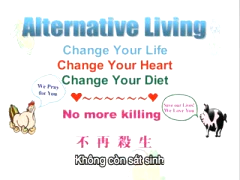 Alternative Living
Change Your Life
Change Your Heart
Change Your Diet
We Pray
for You
Save our Lives
We Love You
No more killing
不再殺生
Không còn sát sinh